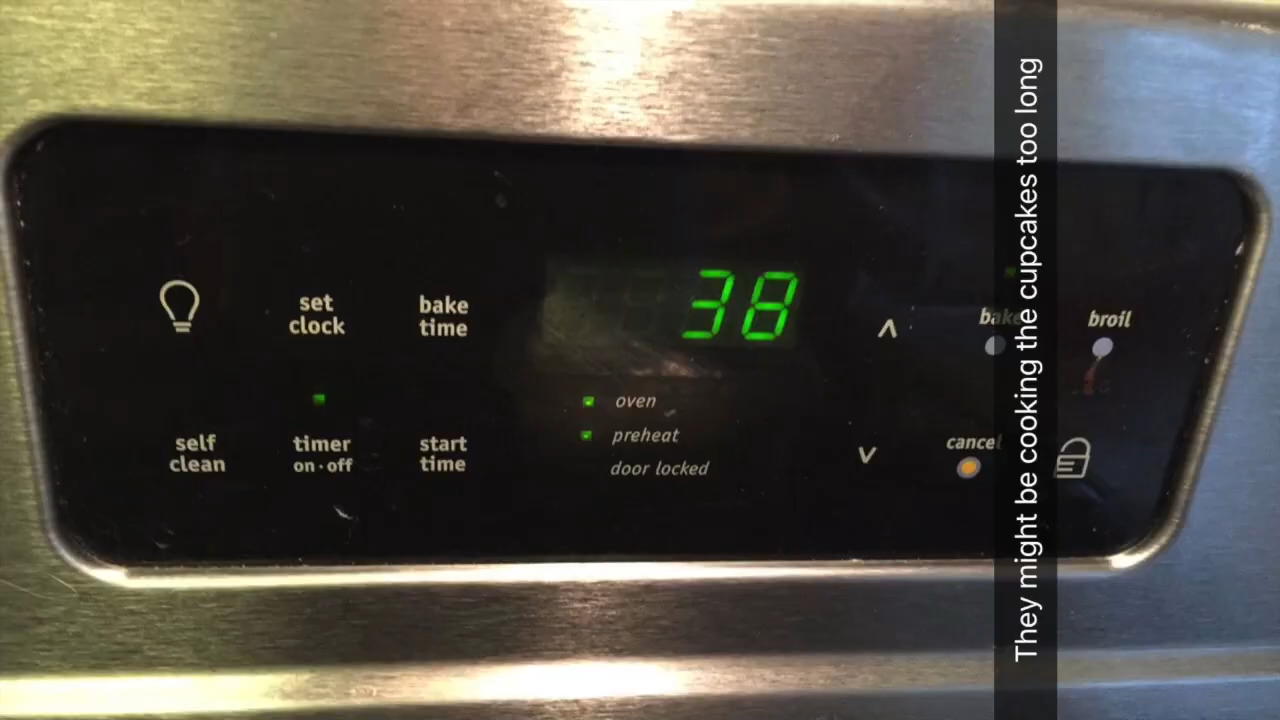 set
clock
bake
time
38
bake
broil
oven
preheat
door locked
self
clean
timer
on·off
start
time
cancel
They might be cooking the cupcakes too long